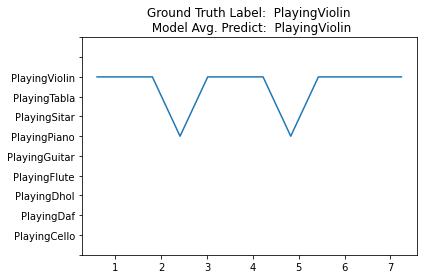 Ground Truth Label:  PlayingViolin
Model Avg. Predict:  PlayingViolin
PlayingViolin
PlayingTabla
PlayingSitar
PlayingPiano
PlayingGuitar
PlayingFlute
PlayingDhol
PlayingDaf
PlayingCello
1 2 3 4 5 6 7